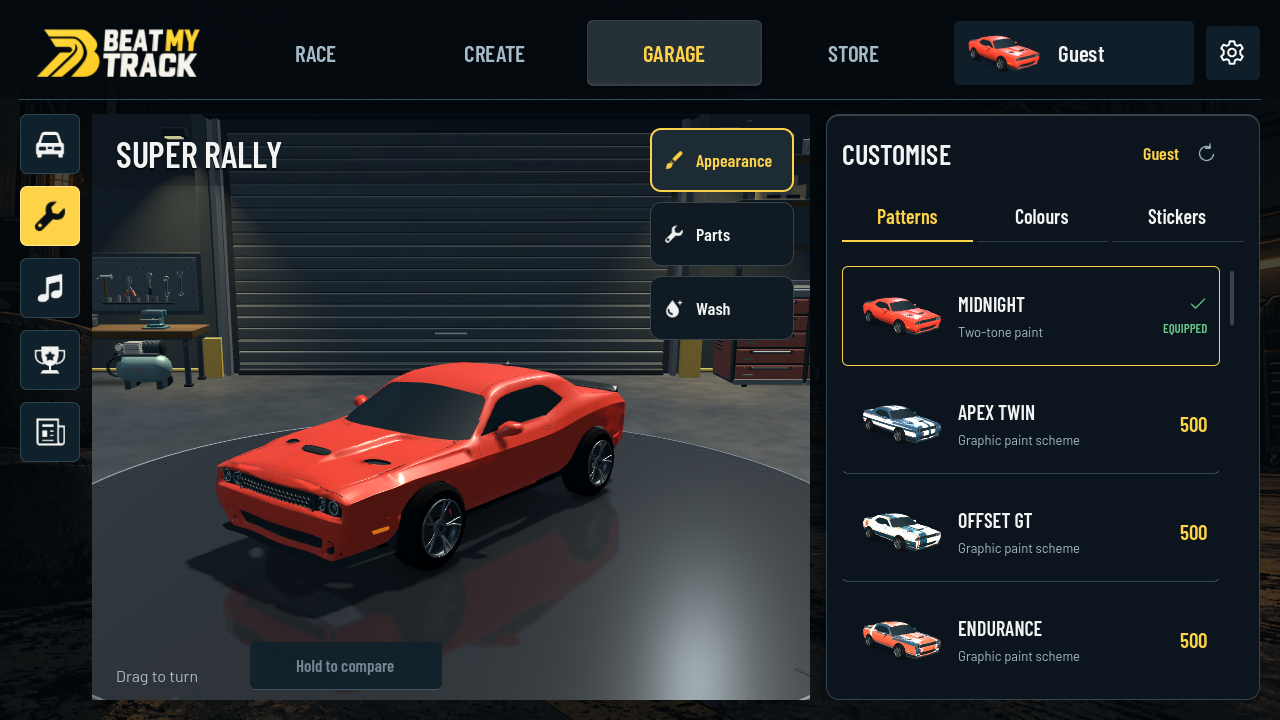 BEATMY
TRACK
RACE
CREATE
GARAGE
STORE
Guest
SUPER RALLY
Appearance
Parts
Wash
Drag to turn
Hold to compare
CUSTOMISE
Guest
Patterns
Colours
Stickers
MIDNIGHT
Two-tone paint
EQUIPPED
APEX TWIN
Graphic paint scheme
500
OFFSET GT
Graphic paint scheme
500
ENDURANCE
Graphic paint scheme
500